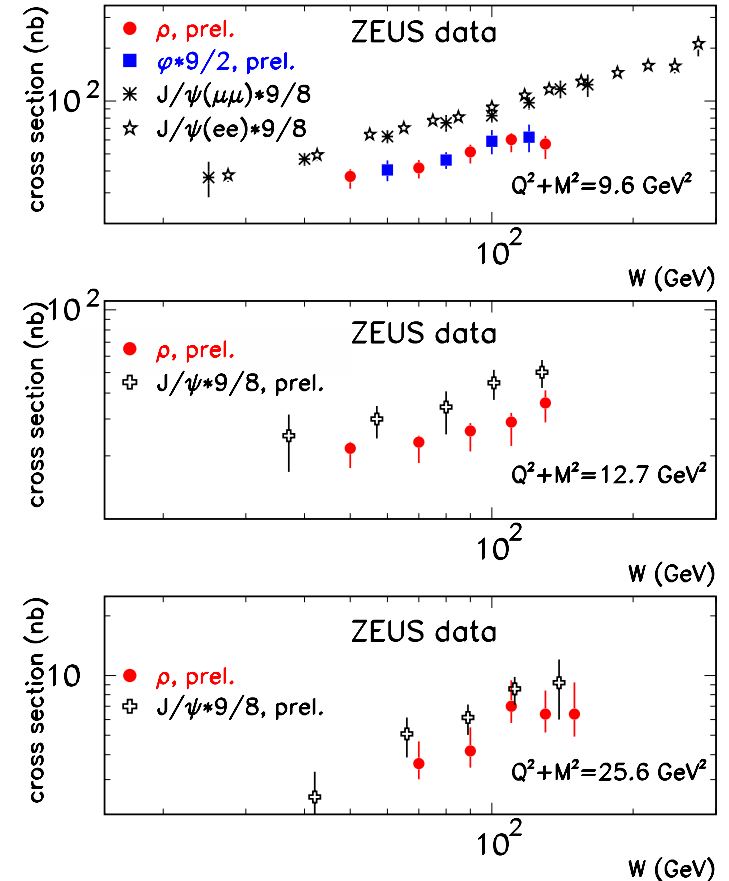 cross section (nb)
10²
ZEUS data
ρ, prel.
φ*9/2, prel.
J/ψ(μμ)*9/8
J/ψ(ee)*9/8
Q²+M²=9.6 GeV²
10²
W (GeV)
cross section (nb)
10²
ZEUS data
ρ, prel.
J/ψ*9/8, prel.
Q²+M²=12.7 GeV²
10²
W (GeV)
cross section (nb)
10
ZEUS data
ρ, prel.
J/ψ*9/8, prel.
Q²+M²=25.6 GeV²
10²
W (GeV)